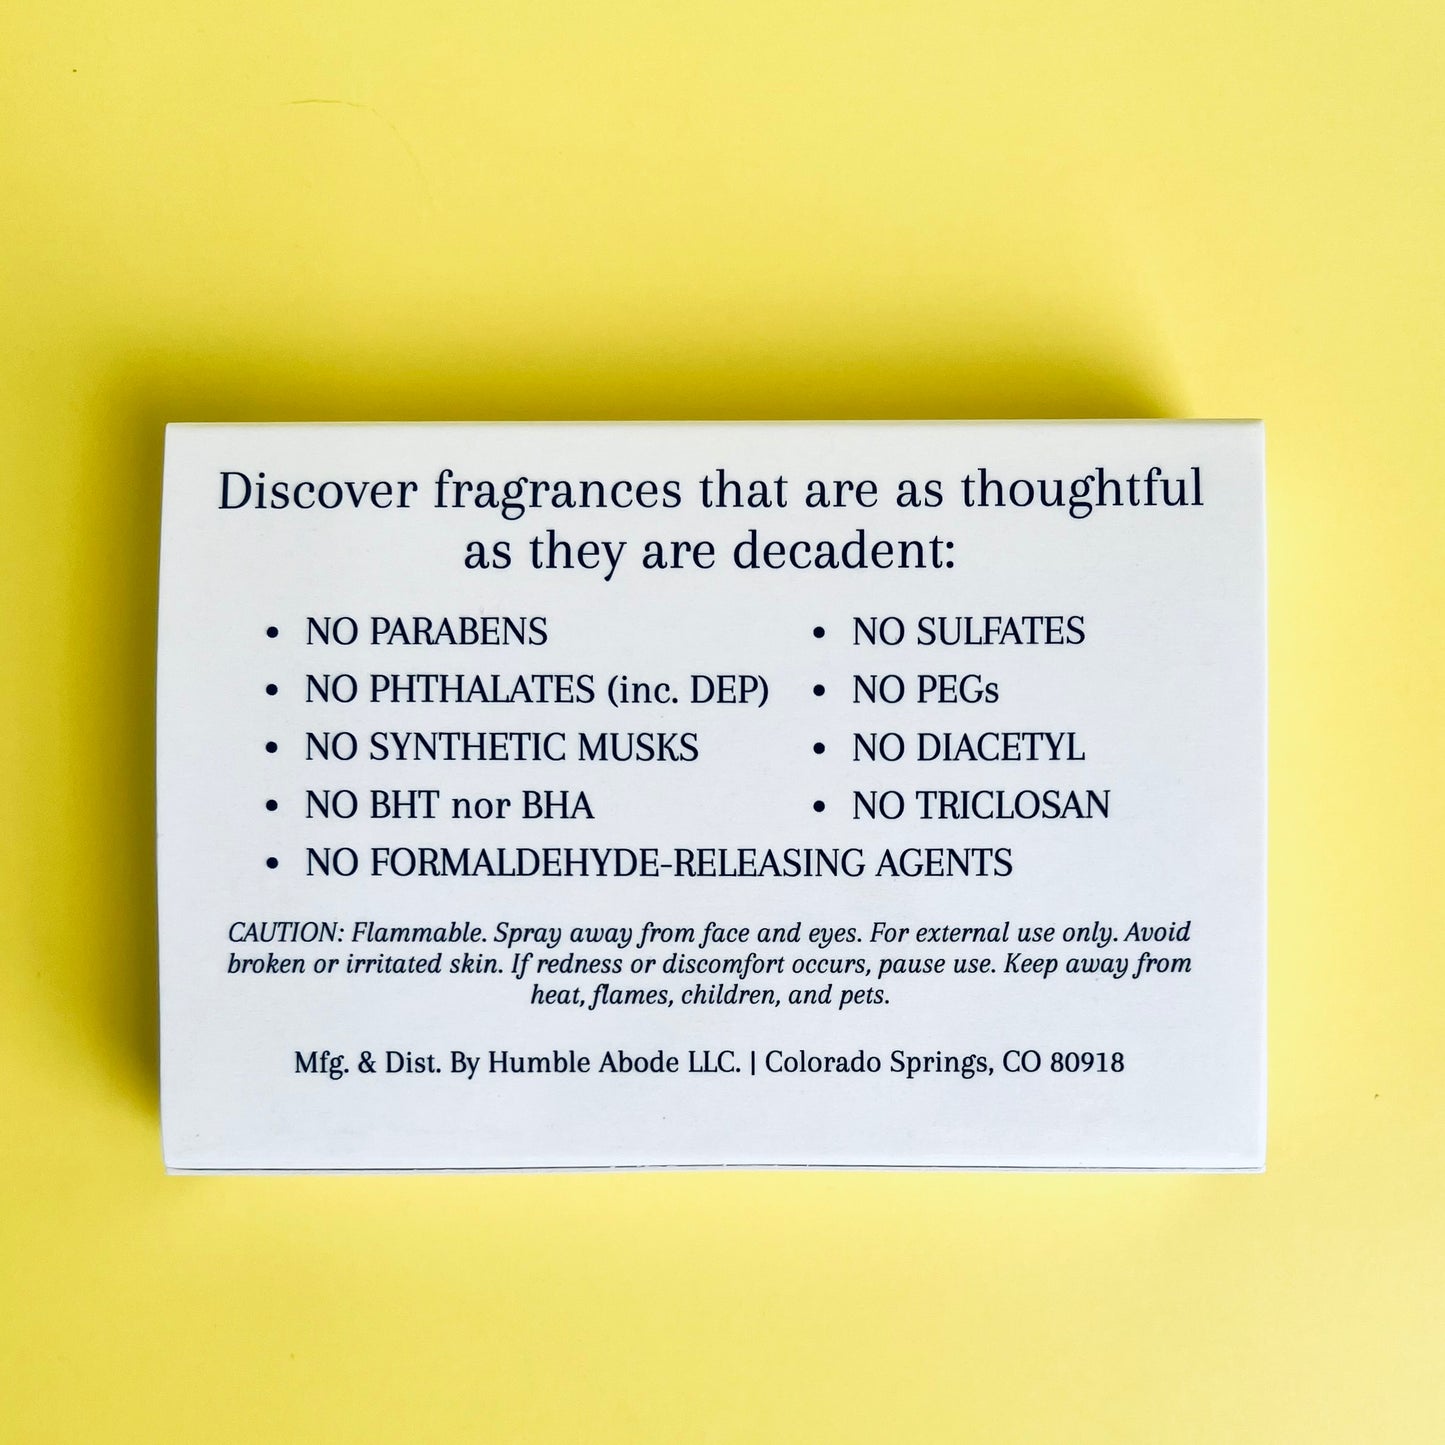 Discover fragrances that are as thoughtful
as they are decadent:
• NO PARABENS
• NO PHTHALATES (inc. DEP)
• NO SYNTHETIC MUSKS
• NO BHT nor BHA
• NO FORMALDEHYDE-RELEASING AGENTS
• NO SULFATES
• NO PEGs
• NO DIACETYL
• NO TRICLOSAN
CAUTION: Flammable. Spray away from face and eyes. For external use only. Avoid
broken or irritated skin. If redness or discomfort occurs, pause use. Keep away from
heat, flames, children, and pets.
Mfg. & Dist. By Humble Abode LLC. | Colorado Springs, CO 80918